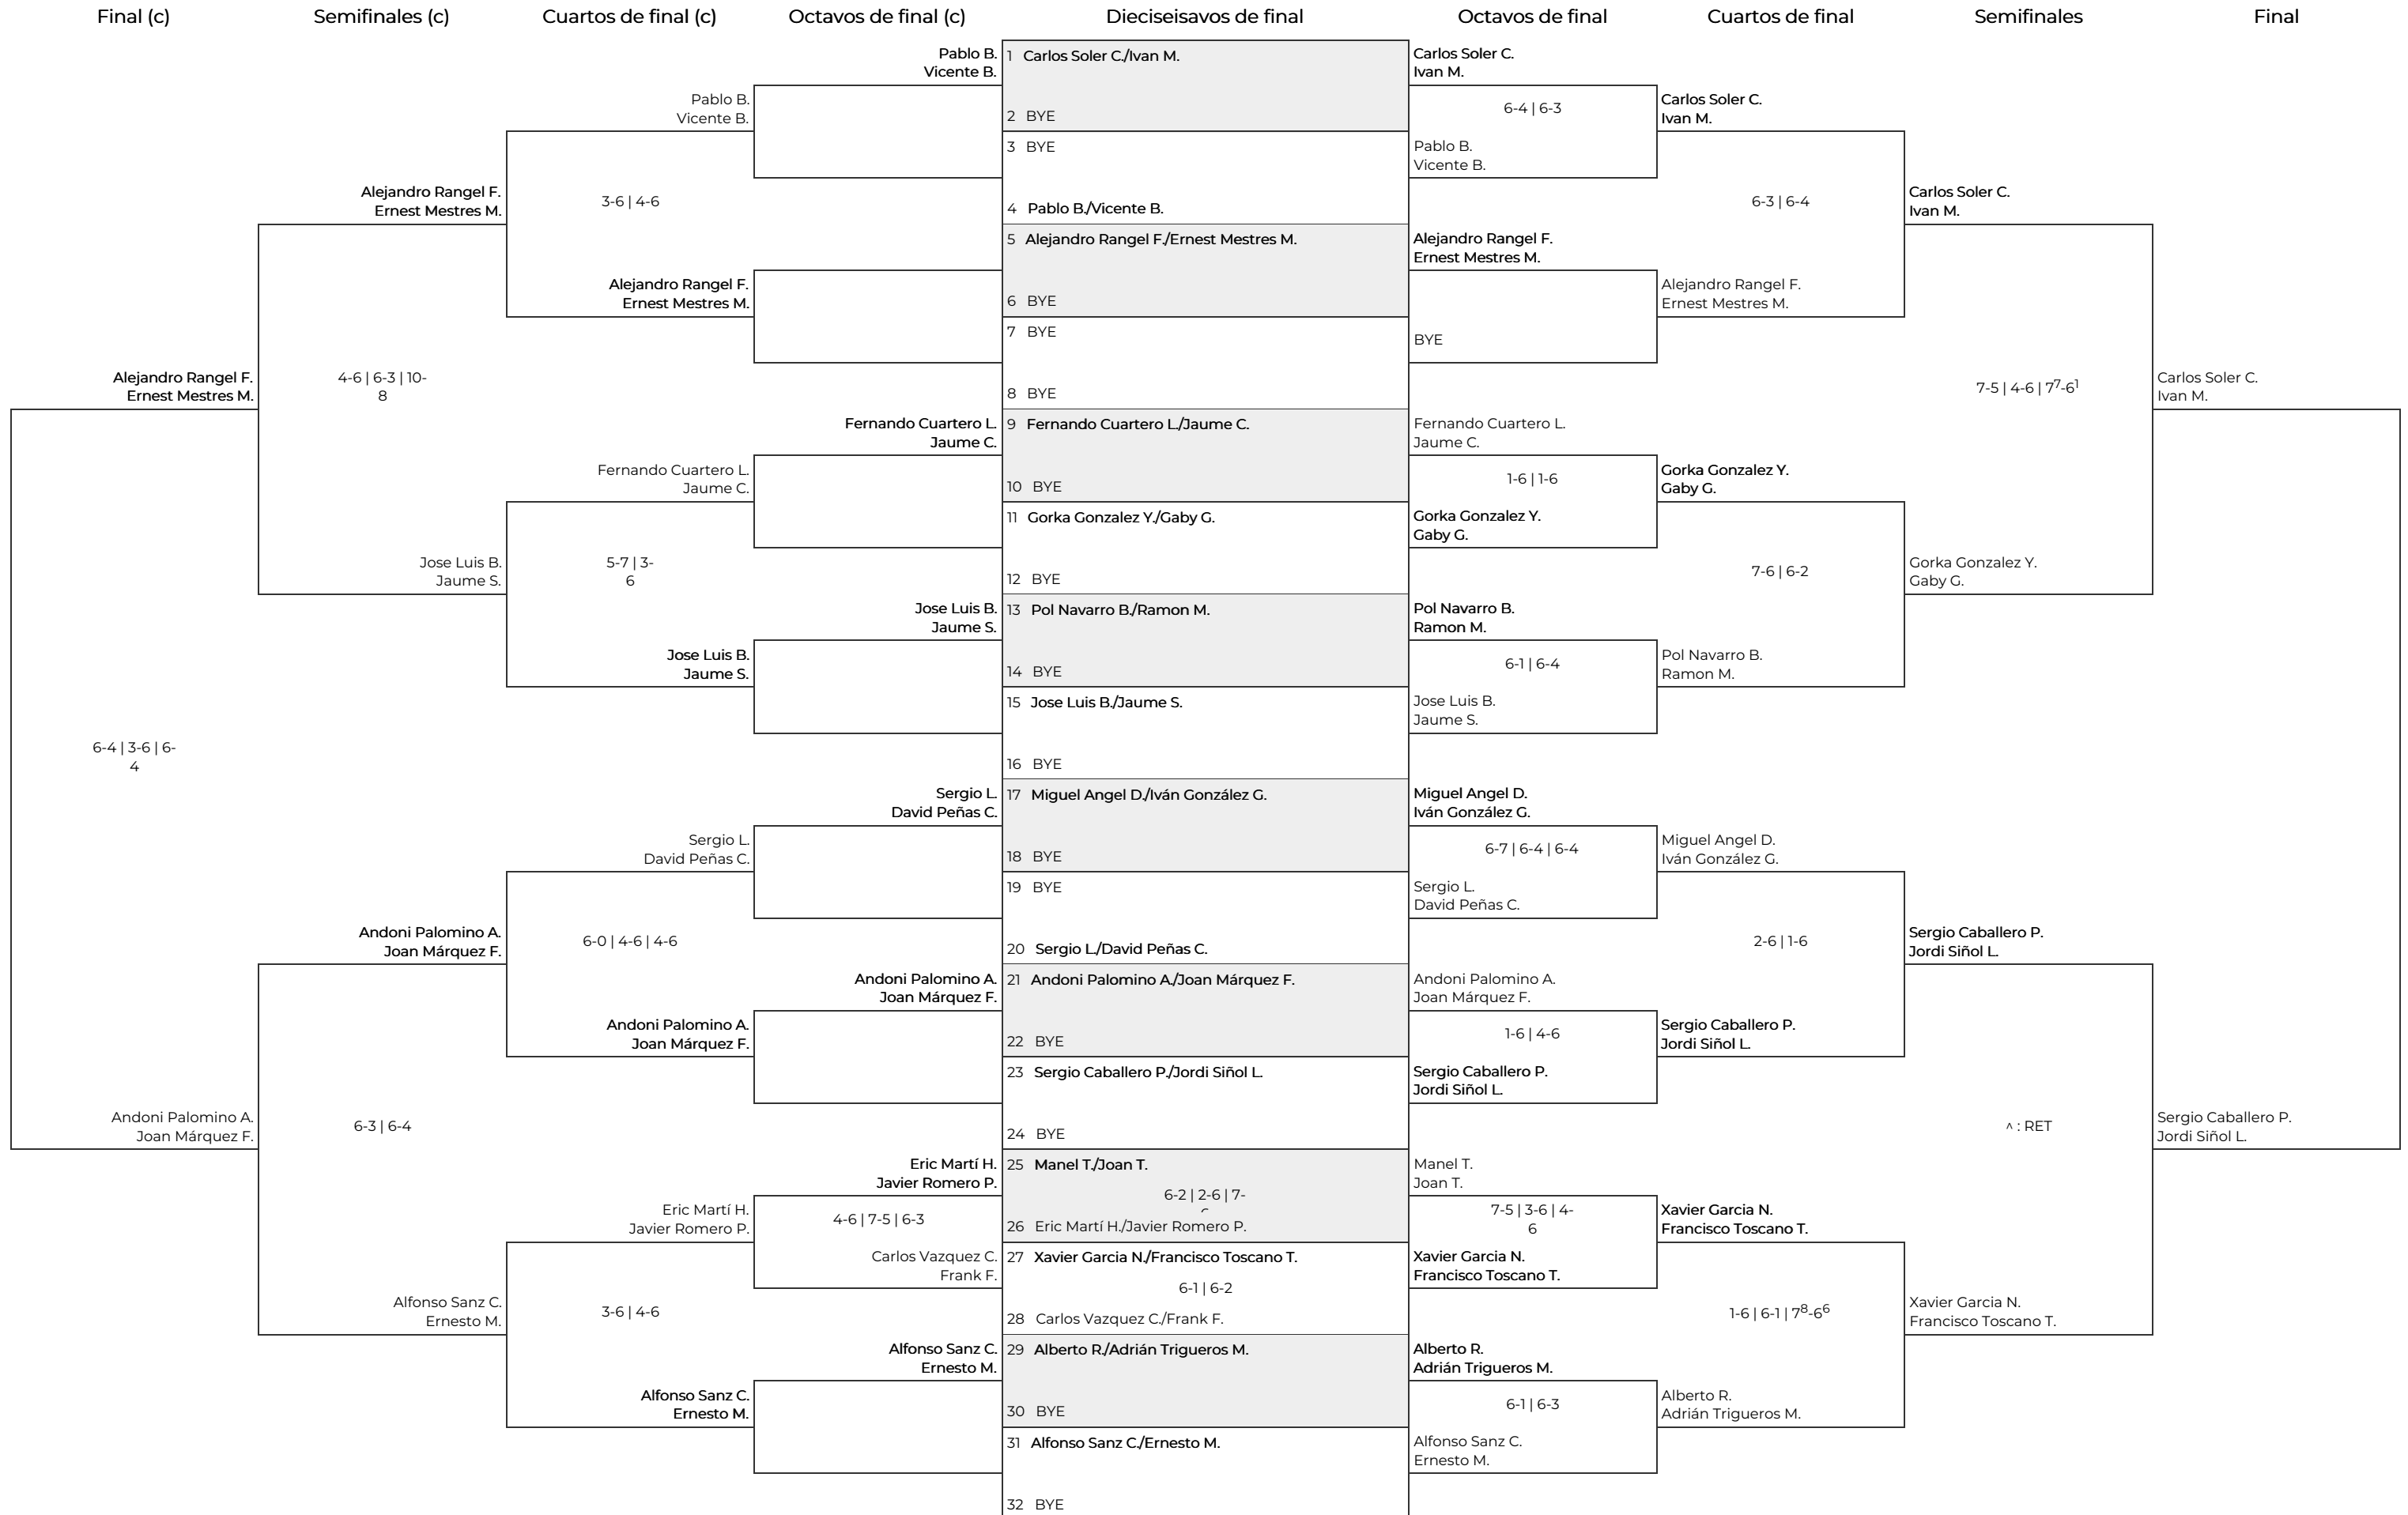 Final (c)
Semifinales (c)
Cuartos de final (c)
Octavos de final (c)
Dieciseisavos de final
Octavos de final
Cuartos de final
Semifinales
Final
Alejandro Rangel F.
Ernest Mestres M.
6-4 | 3-6 | 6-
4
Andoni Palomino A.
Joan Márquez F.
Alejandro Rangel F.
Ernest Mestres M.
4-6 | 6-3 | 10-
8
Jose Luis B.
Jaume S.
Andoni Palomino A.
Joan Márquez F.
6-3 | 6-4
Alfonso Sanz C.
Ernesto M.
Pablo B.
Vicente B.
3-6 | 4-6
Alejandro Rangel F.
Ernest Mestres M.
Fernando Cuartero L.
Jaume C.
5-7 | 3-
6
Jose Luis B.
Jaume S.
Sergio L.
David Peñas C.
6-0 | 4-6 | 4-6
Andoni Palomino A.
Joan Márquez F.
Eric Martí H.
Javier Romero P.
3-6 | 4-6
Alfonso Sanz C.
Ernesto M.
Pablo B.
Vicente B.
Fernando Cuartero L.
Jaume C.
Jose Luis B.
Jaume S.
Sergio L.
David Peñas C.
Andoni Palomino A.
Joan Márquez F.
Eric Martí H.
Javier Romero P.
4-6 | 7-5 | 6-3
Carlos Vazquez C.
Frank F.
Alfonso Sanz C.
Ernesto M.
1 Carlos Soler C./Ivan M.
2 BYE
3 BYE
4 Pablo B./Vicente B.
5 Alejandro Rangel F./Ernest Mestres M.
6 BYE
7 BYE
8 BYE
9 Fernando Cuartero L./Jaume C.
10 BYE
11 Gorka Gonzalez Y./Gaby G.
12 BYE
13 Pol Navarro B./Ramon M.
14 BYE
15 Jose Luis B./Jaume S.
16 BYE
17 Miguel Angel D./Iván González G.
18 BYE
19 BYE
20 Sergio L./David Peñas C.
21 Andoni Palomino A./Joan Márquez F.
22 BYE
23 Sergio Caballero P./Jordi Siñol L.
24 BYE
25 Manel T./Joan T.
6-2 | 2-6 | 7-
26 Eric Martí H./Javier Romero P.
27 Xavier Garcia N./Francisco Toscano T.
6-1 | 6-2
28 Carlos Vazquez C./Frank F.
29 Alberto R./Adrián Trigueros M.
30 BYE
31 Alfonso Sanz C./Ernesto M.
32 BYE
Carlos Soler C.
Ivan M.
6-4 | 6-3
Pablo B.
Vicente B.
Alejandro Rangel F.
Ernest Mestres M.
BYE
Fernando Cuartero L.
Jaume C.
1-6 | 1-6
Gorka Gonzalez Y.
Gaby G.
Pol Navarro B.
Ramon M.
6-1 | 6-4
Jose Luis B.
Jaume S.
Miguel Angel D.
Iván González G.
6-7 | 6-4 | 6-4
Sergio L.
David Peñas C.
Andoni Palomino A.
Joan Márquez F.
1-6 | 4-6
Sergio Caballero P.
Jordi Siñol L.
Manel T.
Joan T.
7-5 | 3-6 | 4-
6
Xavier Garcia N.
Francisco Toscano T.
Alberto R.
Adrián Trigueros M.
6-1 | 6-3
Alfonso Sanz C.
Ernesto M.
Carlos Soler C.
Ivan M.
6-3 | 6-4
Alejandro Rangel F.
Ernest Mestres M.
Gorka Gonzalez Y.
Gaby G.
7-6 | 6-2
Pol Navarro B.
Ramon M.
Miguel Angel D.
Iván González G.
2-6 | 1-6
Sergio Caballero P.
Jordi Siñol L.
Xavier Garcia N.
Francisco Toscano T.
1-6 | 6-1 | 7⁸-6⁶
Alberto R.
Adrián Trigueros M.
Carlos Soler C.
Ivan M.
7-5 | 4-6 | 7⁷-6¹
Gorka Gonzalez Y.
Gaby G.
Sergio Caballero P.
Jordi Siñol L.
^ : RET
Xavier Garcia N.
Francisco Toscano T.
Carlos Soler C.
Ivan M.
Sergio Caballero P.
Jordi Siñol L.